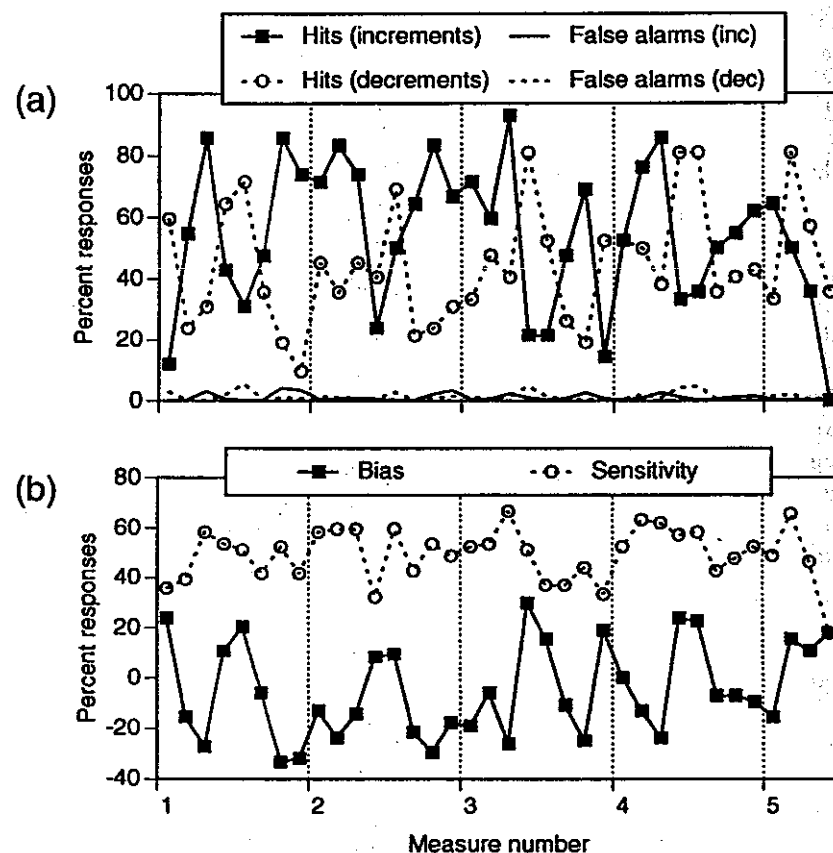 Hits (increments) False alarms (inc)
Hits (decrements) False alarms (dec)
(a)
100
80
60
40
20
0
Percent responses
(b)
Bias Sensitivity
80
60
40
20
0
-20
-40
Percent responses
1 2 3 4 5
Measure number